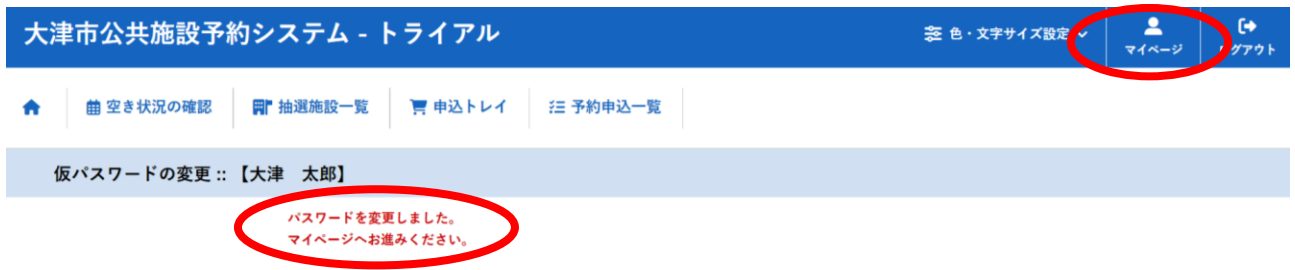 大津市公共施設予約システム - トライアル
色・文字サイズ設定
マイページ
ログアウト
空き状況の確認
抽選施設一覧
申込トレイ
予約申込一覧
仮パスワードの変更 :: 【大津　太郎】
パスワードを変更しました。
マイページへお進みください。